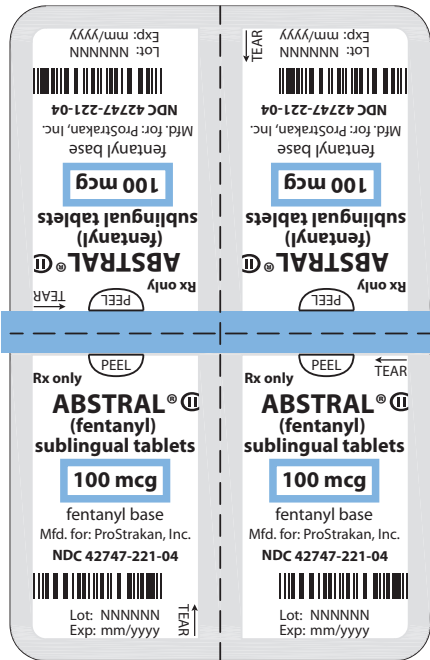 TEAR
PEEL
Rx only
ABSTRAL® CII
(fentanyl)
sublingual tablets
100 mcg
fentanyl base
Mfd. for: ProStrakan, Inc.
NDC 42747-221-04
Lot: NNNNNN
Exp: mm/yyyy
TEAR
PEEL
Rx only
ABSTRAL® CII
(fentanyl)
sublingual tablets
100 mcg
fentanyl base
Mfd. for: ProStrakan, Inc.
NDC 42747-221-04
Lot: NNNNNN
Exp: mm/yyyy
PEEL
Rx only
ABSTRAL® CII
(fentanyl)
sublingual tablets
100 mcg
fentanyl base
Mfd. for: ProStrakan, Inc.
NDC 42747-221-04
Lot: NNNNNN
Exp: mm/yyyy
TEAR
PEEL
TEAR
Rx only
ABSTRAL® CII
(fentanyl)
sublingual tablets
100 mcg
fentanyl base
Mfd. for: ProStrakan, Inc.
NDC 42747-221-04
Lot: NNNNNN
Exp: mm/yyyy